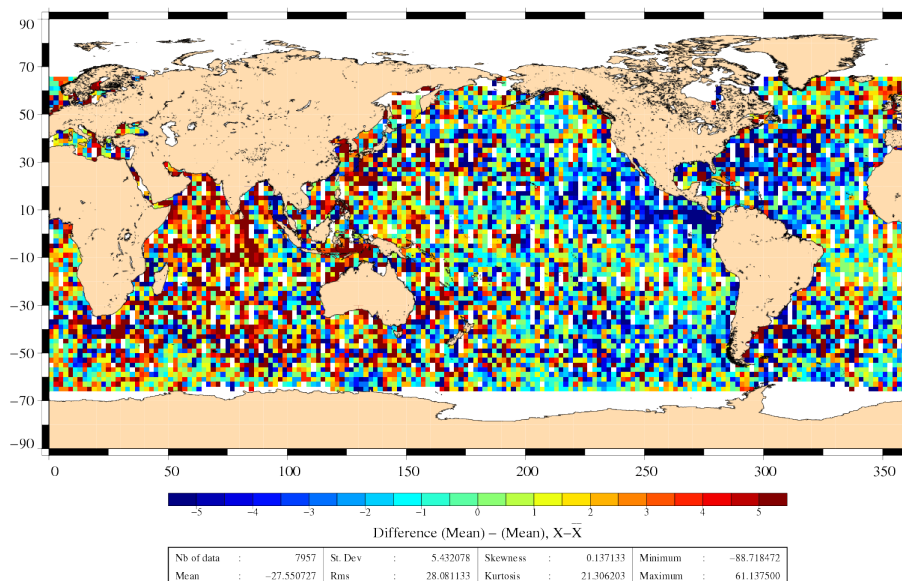 90
70
50
30
10
−10
−30
−50
−70
−90
0 50 100 150 200 250 300 350
−5 −4 −3 −2 −1 0 1 2 3 4 5
Difference (Mean) − (Mean), X−X̅
Nb of data : 7957 St. Dev : 5.432078 Skewness : 0.137133 Minimum : −88.718472
Mean : −27.550727 Rms : 28.081133 Kurtosis : 21.306203 Maximum : 61.137500